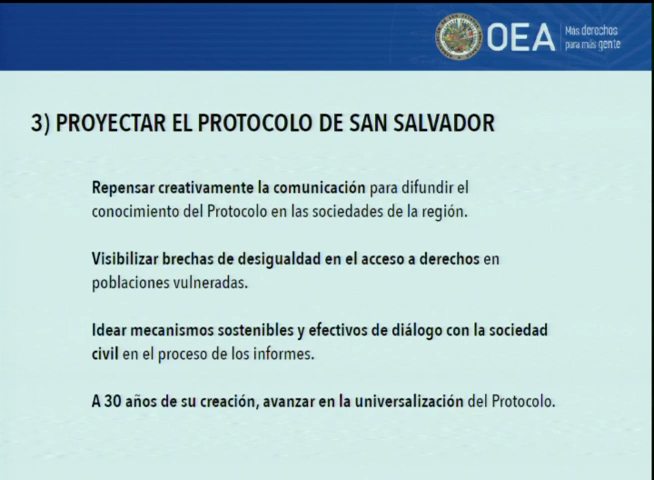 OEA
Más derechos
para más gente
3) PROYECTAR EL PROTOCOLO DE SAN SALVADOR
Repensar creativamente la comunicación para difundir el
conocimiento del Protocolo en las sociedades de la región.
Visibilizar brechas de desigualdad en el acceso a derechos en
poblaciones vulneradas.
Idear mecanismos sostenibles y efectivos de diálogo con la sociedad
civil en el proceso de los informes.
A 30 años de su creación, avanzar en la universalización del Protocolo.